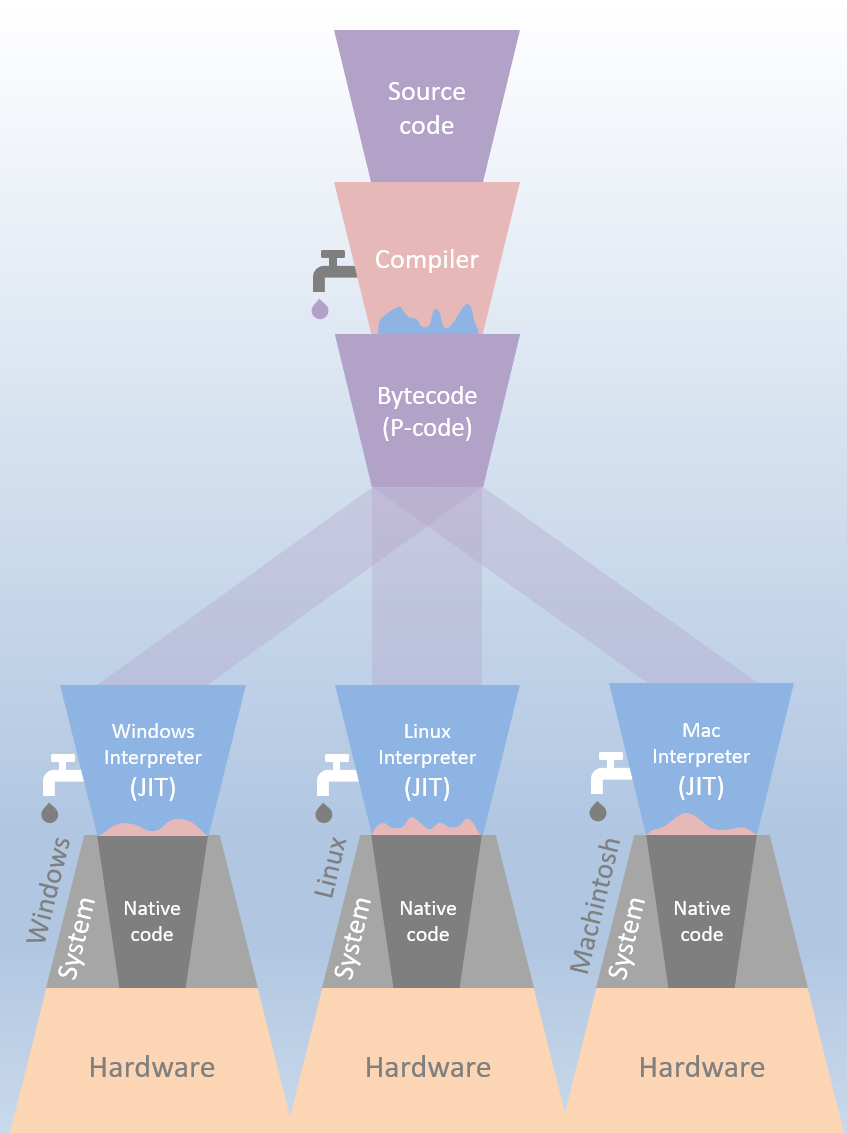 Source
code
Compiler
Bytecode
(P-code)
Windows
Interpreter
(JIT)
Linux
Interpreter
(JIT)
Mac
Interpreter
(JIT)
Windows
System
Native
code
Linux
System
Native
code
Machintosh
System
Native
code
Hardware
Hardware
Hardware